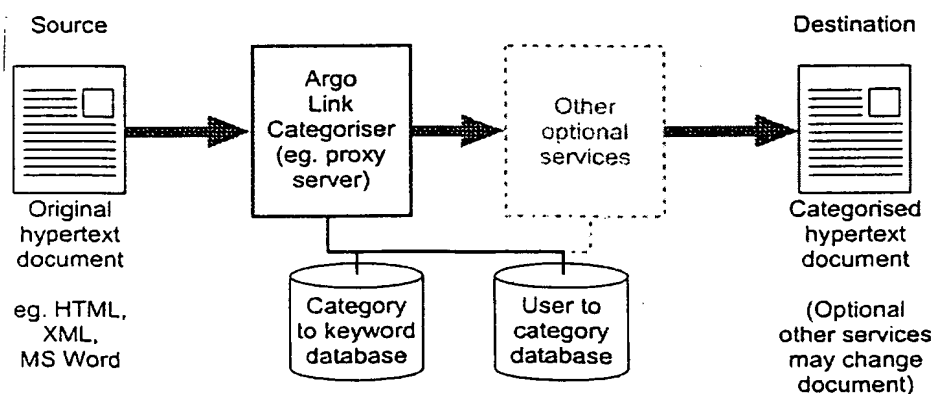 Source
Destination
Argo
Link
Categoriser
(eg. proxy
server)
Other
optional
services
Original
hypertext
document
eg. HTML,
XML,
MS Word
Category
to keyword
database
User to
category
database
Categorised
hypertext
document
(Optional
other services
may change
document)